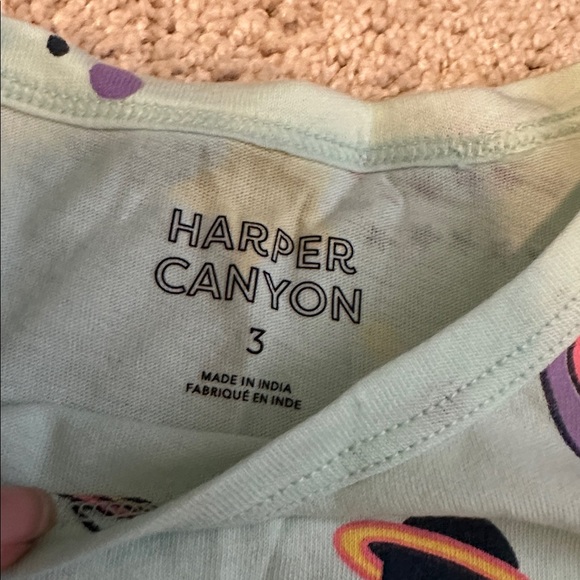 HARPER
CANYON
3
MADE IN INDIA
FABRIQUÉ EN INDE